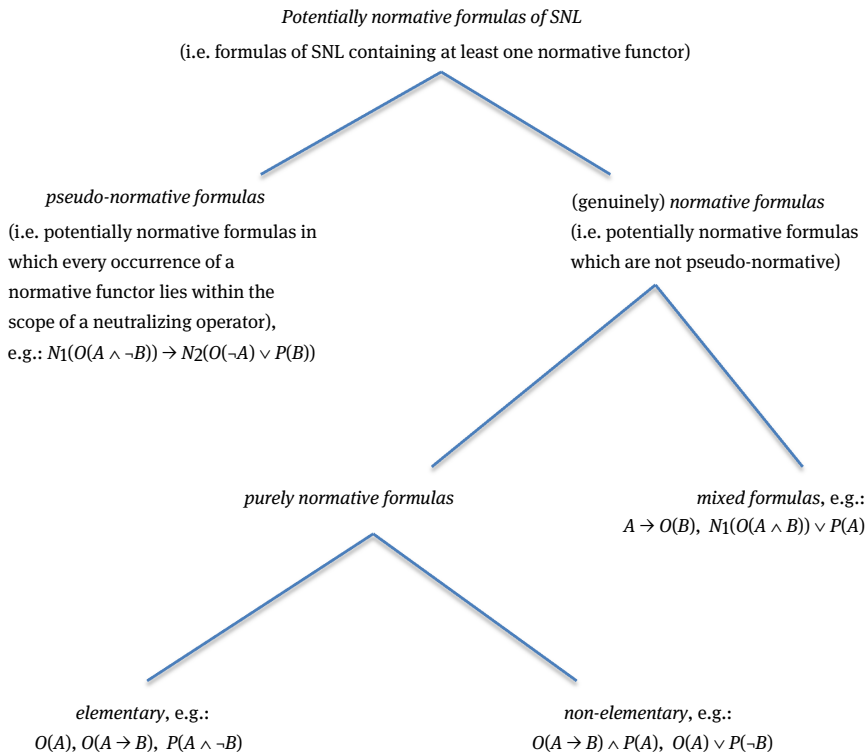 Potentially normative formulas of SNL
(i.e. formulas of SNL containing at least one normative functor)
pseudo-normative formulas
(i.e. potentially normative formulas in
which every occurrence of a
normative functor lies within the
scope of a neutralizing operator),
e.g.: N1(O(A ∧ ¬B)) → N2(O(¬A) ∨ P(B))
(genuinely) normative formulas
(i.e. potentially normative formulas
which are not pseudo-normative)
purely normative formulas
mixed formulas, e.g.:
A → O(B), N1(O(A ∧ B)) ∨ P(A)
elementary, e.g.:
O(A), O(A → B), P(A ∧ ¬B)
non-elementary, e.g.:
O(A → B) ∧ P(A), O(A) ∨ P(¬B)